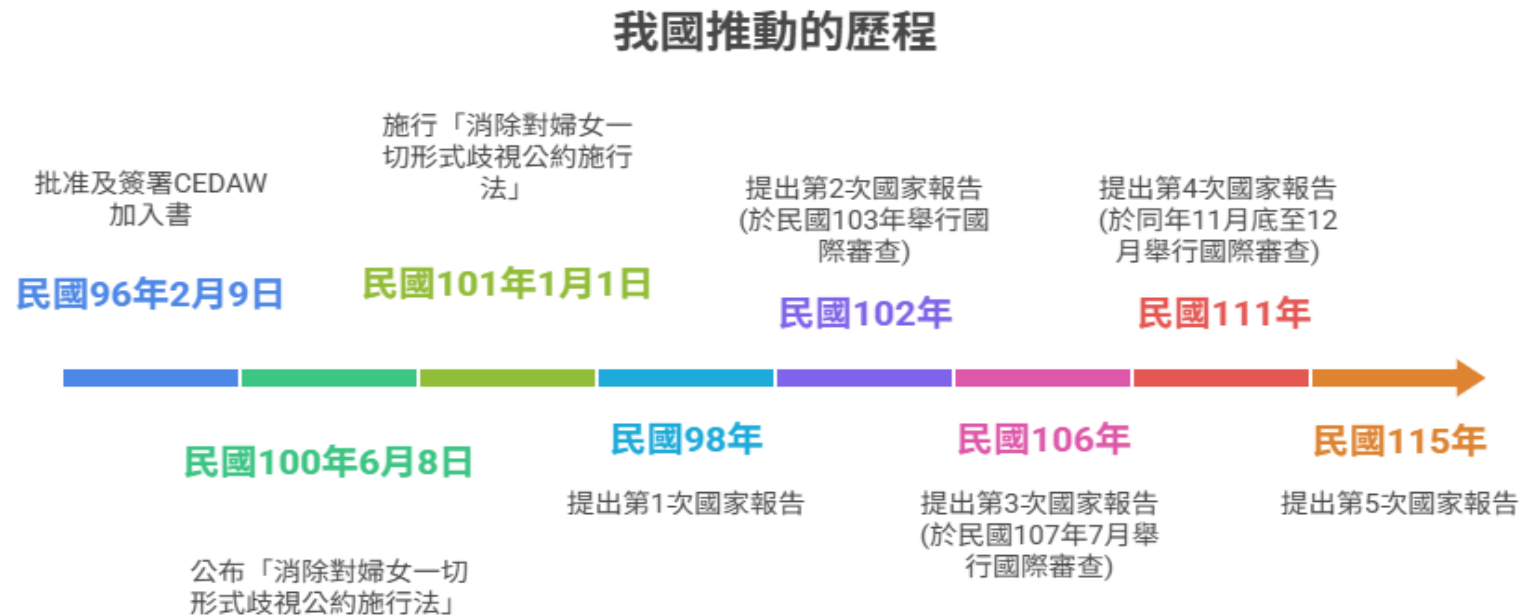 我國推動的歷程
批准及簽署CEDAW
加入書
民國96年2月9日
民國100年6月8日
公布「消除對婦女一切
形式歧視公約施行法」
施行「消除對婦女一
切形式歧視公約施行
法」
民國101年1月1日
民國98年
提出第1次國家報告
提出第2次國家報告
(於民國103年舉行國
際審查)
民國102年
民國106年
提出第3次國家報告
(於民國107年7月舉
行國際審查)
提出第4次國家報告
(於同年11月底至12
月舉行國際審查)
民國111年
民國115年
提出第5次國家報告